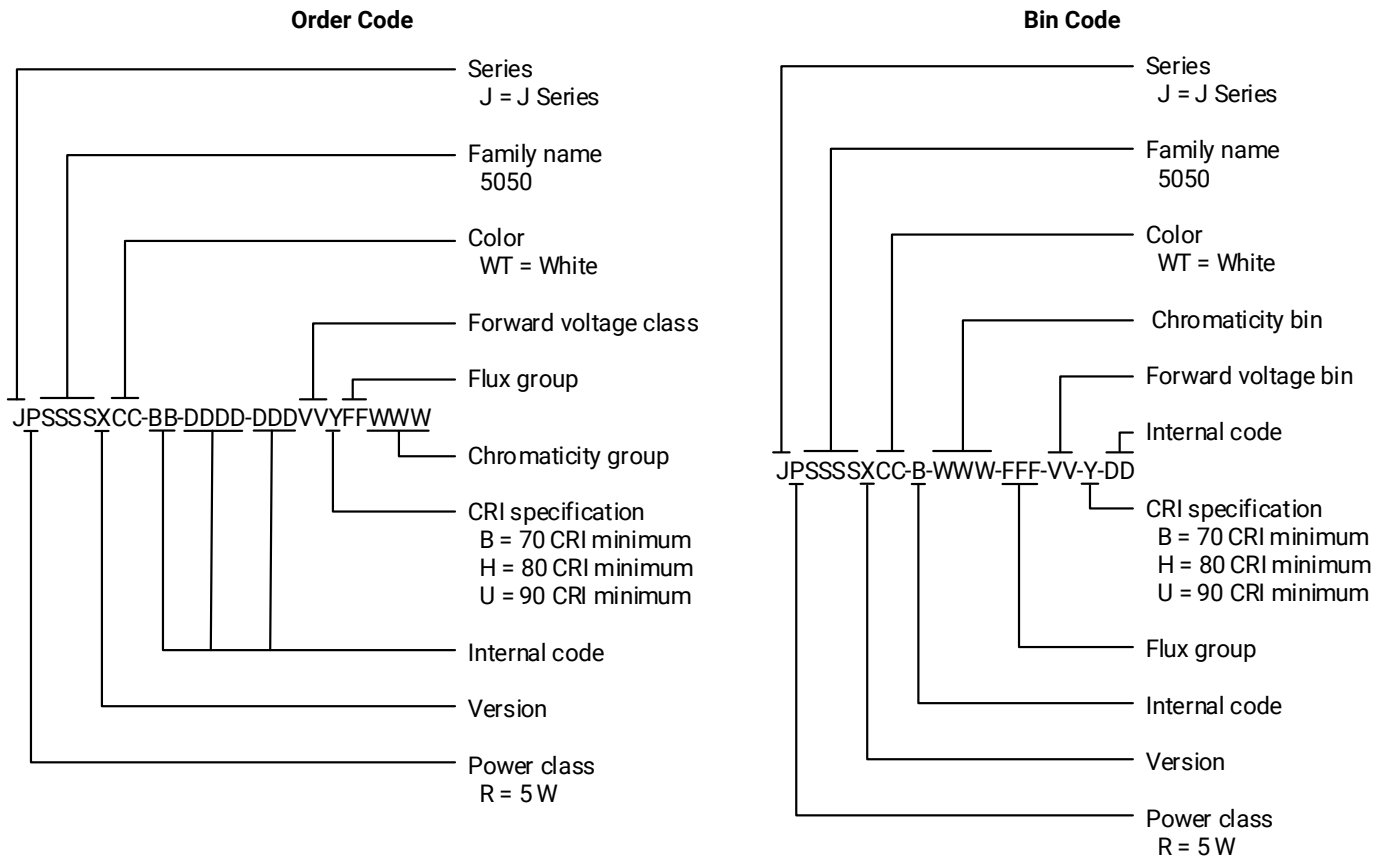 Order Code
Series
J = J Series
Family name
5050
Color
WT = White
Forward voltage class
Flux group
JPSSSSXCC-BB-DDDD-DDDVVYFFWWW
Chromaticity group
CRI specification
B = 70 CRI minimum
H = 80 CRI minimum
U = 90 CRI minimum
Internal code
Version
Power class
R = 5 W
Bin Code
Series
J = J Series
Family name
5050
Color
WT = White
Chromaticity bin
Forward voltage bin
Internal code
JPSSSSXCC-B-WWW-FFF-VV-Y-DD
CRI specification
B = 70 CRI minimum
H = 80 CRI minimum
U = 90 CRI minimum
Flux group
Internal code
Version
Power class
R = 5 W